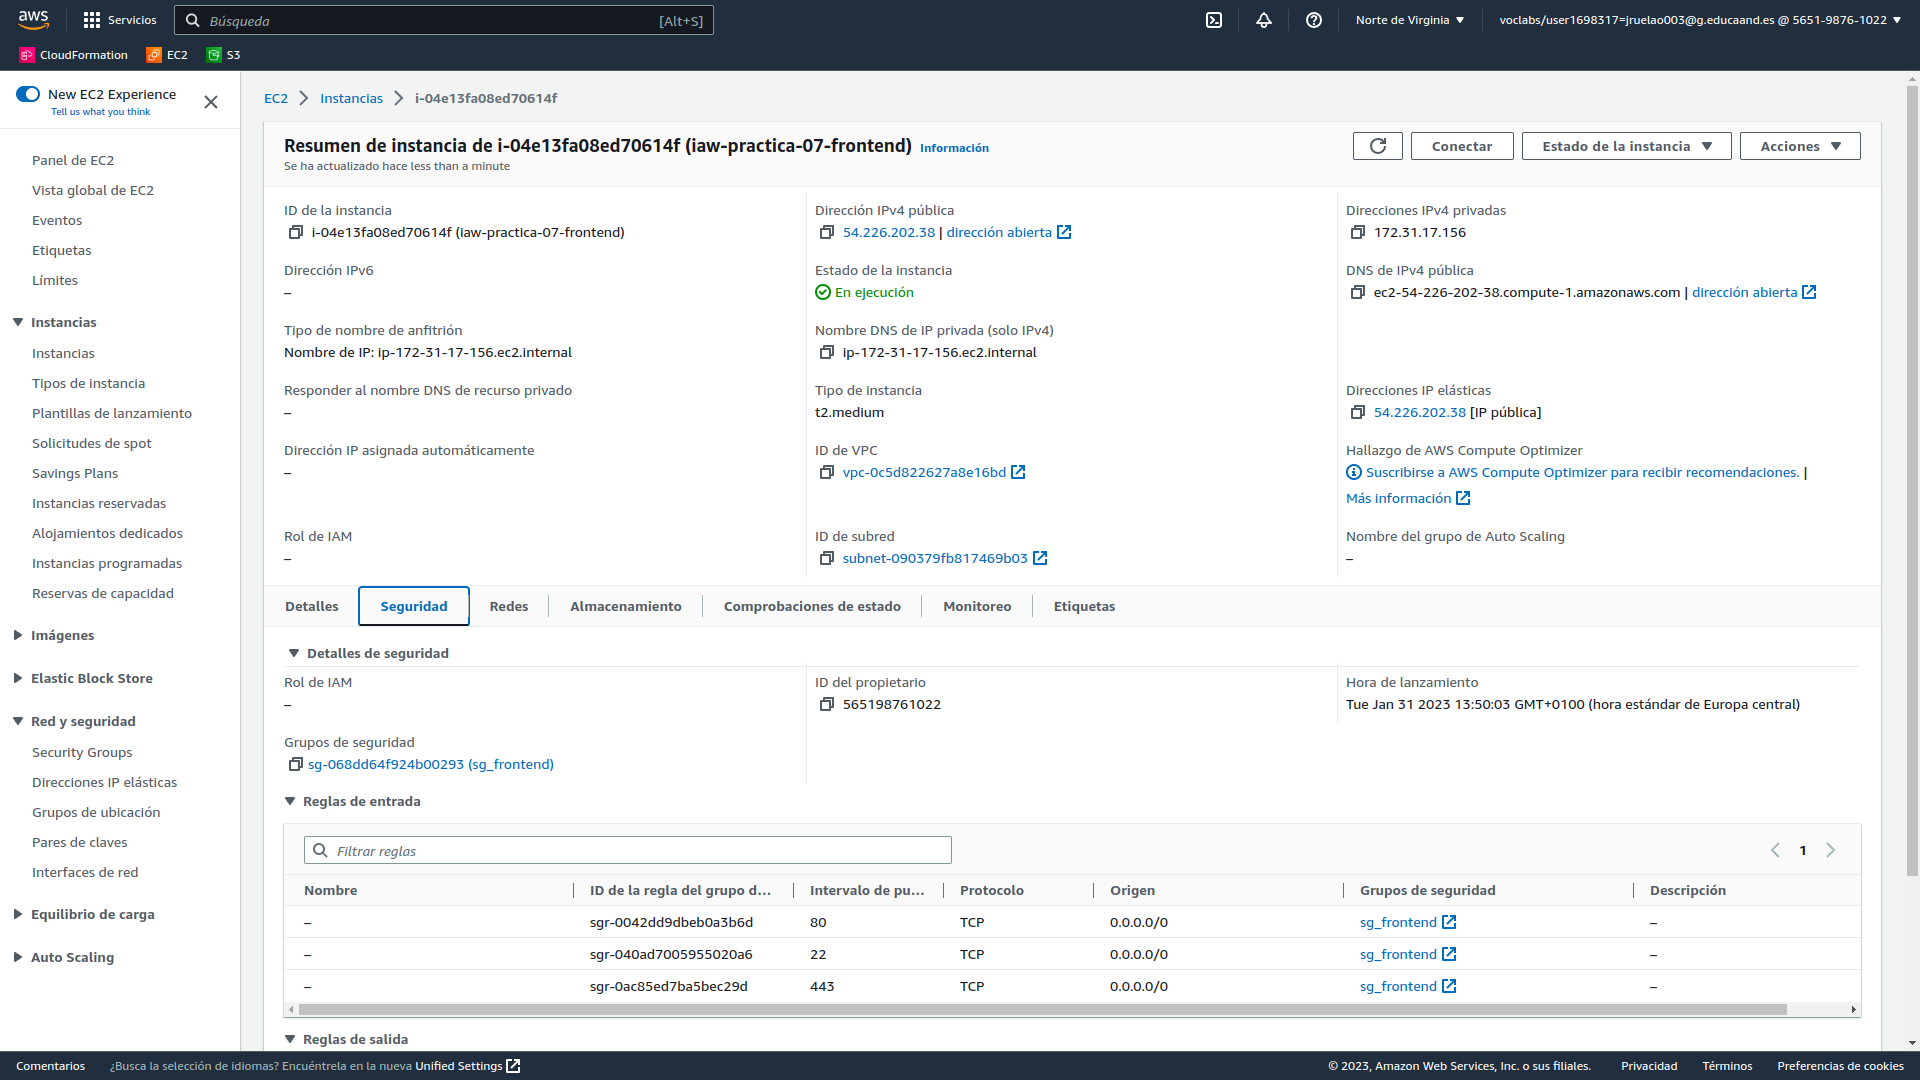 aws
Servicios
Búsqueda
[Alt+S]
Norte de Virginia
voclabs/user1698317=jruelao003@g.educaand.es @ 5651-9876-1022
CloudFormation
EC2
S3
New EC2 Experience
Tell us what you think
Panel de EC2
Vista global de EC2
Eventos
Etiquetas
Límites
Instancias
Instancias
Tipos de instancia
Plantillas de lanzamiento
Solicitudes de spot
Savings Plans
Instancias reservadas
Alojamientos dedicados
Instancias programadas
Reservas de capacidad
Imágenes
Elastic Block Store
Red y seguridad
Security Groups
Direcciones IP elásticas
Grupos de ubicación
Pares de claves
Interfaces de red
Equilibrio de carga
Auto Scaling
EC2
Instancias
i-04e13fa08ed70614f
Resumen de instancia de i-04e13fa08ed70614f (iaw-practica-07-frontend) Información
Se ha actualizado hace less than a minute
Conectar
Estado de la instancia
Acciones
ID de la instancia
i-04e13fa08ed70614f (iaw-practica-07-frontend)
Dirección IPv4 pública
54.226.202.38 | dirección abierta
Direcciones IPv4 privadas
172.31.17.156
Dirección IPv6
–
Estado de la instancia
En ejecución
DNS de IPv4 pública
ec2-54-226-202-38.compute-1.amazonaws.com | dirección abierta
Tipo de nombre de anfitrión
Nombre de IP: ip-172-31-17-156.ec2.internal
Nombre DNS de IP privada (solo IPv4)
ip-172-31-17-156.ec2.internal
Responder al nombre DNS de recurso privado
–
Tipo de instancia
t2.medium
Direcciones IP elásticas
54.226.202.38 [IP pública]
Dirección IP asignada automáticamente
–
ID de VPC
vpc-0c5d822627a8e16bd
Hallazgo de AWS Compute Optimizer
Suscribirse a AWS Compute Optimizer para recibir recomendaciones. |
Más información
Rol de IAM
–
ID de subred
subnet-090379fb817469b03
Nombre del grupo de Auto Scaling
–
Detalles
Seguridad
Redes
Almacenamiento
Comprobaciones de estado
Monitoreo
Etiquetas
Detalles de seguridad
Rol de IAM
–
ID del propietario
565198761022
Hora de lanzamiento
Tue Jan 31 2023 13:50:03 GMT+0100 (hora estándar de Europa central)
Grupos de seguridad
sg-068dd64f924b00293 (sg_frontend)
Reglas de entrada
Filtrar reglas
1
Nombre ID de la regla del grupo d... Intervalo de pu... Protocolo Origen Grupos de seguridad Descripción
– sgr-0042dd9dbeb0a3b6d 80 TCP 0.0.0.0/0 sg_frontend –
– sgr-040ad7005955020a6 22 TCP 0.0.0.0/0 sg_frontend –
– sgr-0ac85ed7ba5bec29d 443 TCP 0.0.0.0/0 sg_frontend –
Reglas de salida
Comentarios
¿Busca la selección de idiomas? Encuéntrela en la nueva Unified Settings
© 2023, Amazon Web Services, Inc. o sus filiales.
Privacidad
Términos
Preferencias de cookies